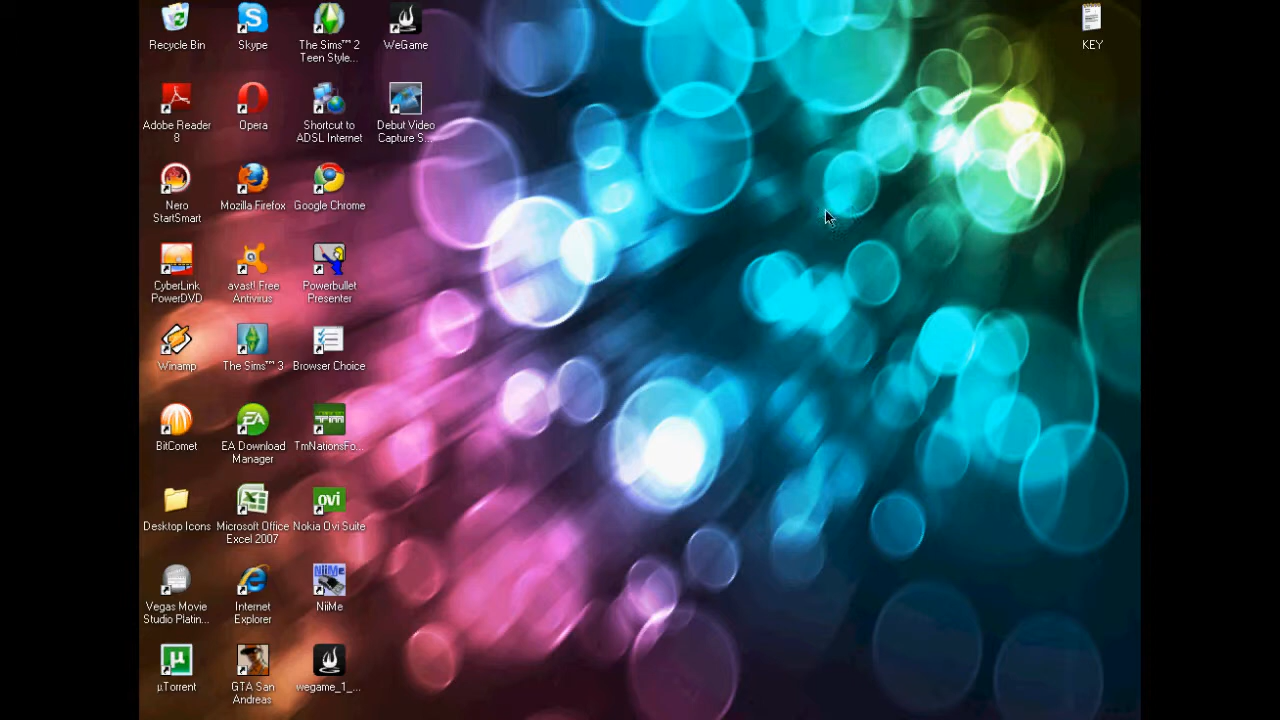 Recycle Bin
Skype
The Sims™ 2
Teen Style...
WeGame
KEY
Adobe Reader
8
Opera
Shortcut to
ADSL Internet
Debut Video
Capture S...
Nero
StartSmart
Mozilla Firefox
Google Chrome
CyberLink
PowerDVD
avast! Free
Antivirus
Powerbullet
Presenter
Winamp
The Sims™ 3
Browser Choice
BitComet
EA
EA Download
Manager
TmNationsFo...
Desktop Icons
Microsoft Office
Excel 2007
ovi
Nokia Ovi Suite
Vegas Movie
Studio Platin...
Internet
Explorer
NiiMe
NiiMe
µTorrent
GTA San
Andreas
wegame_1_...